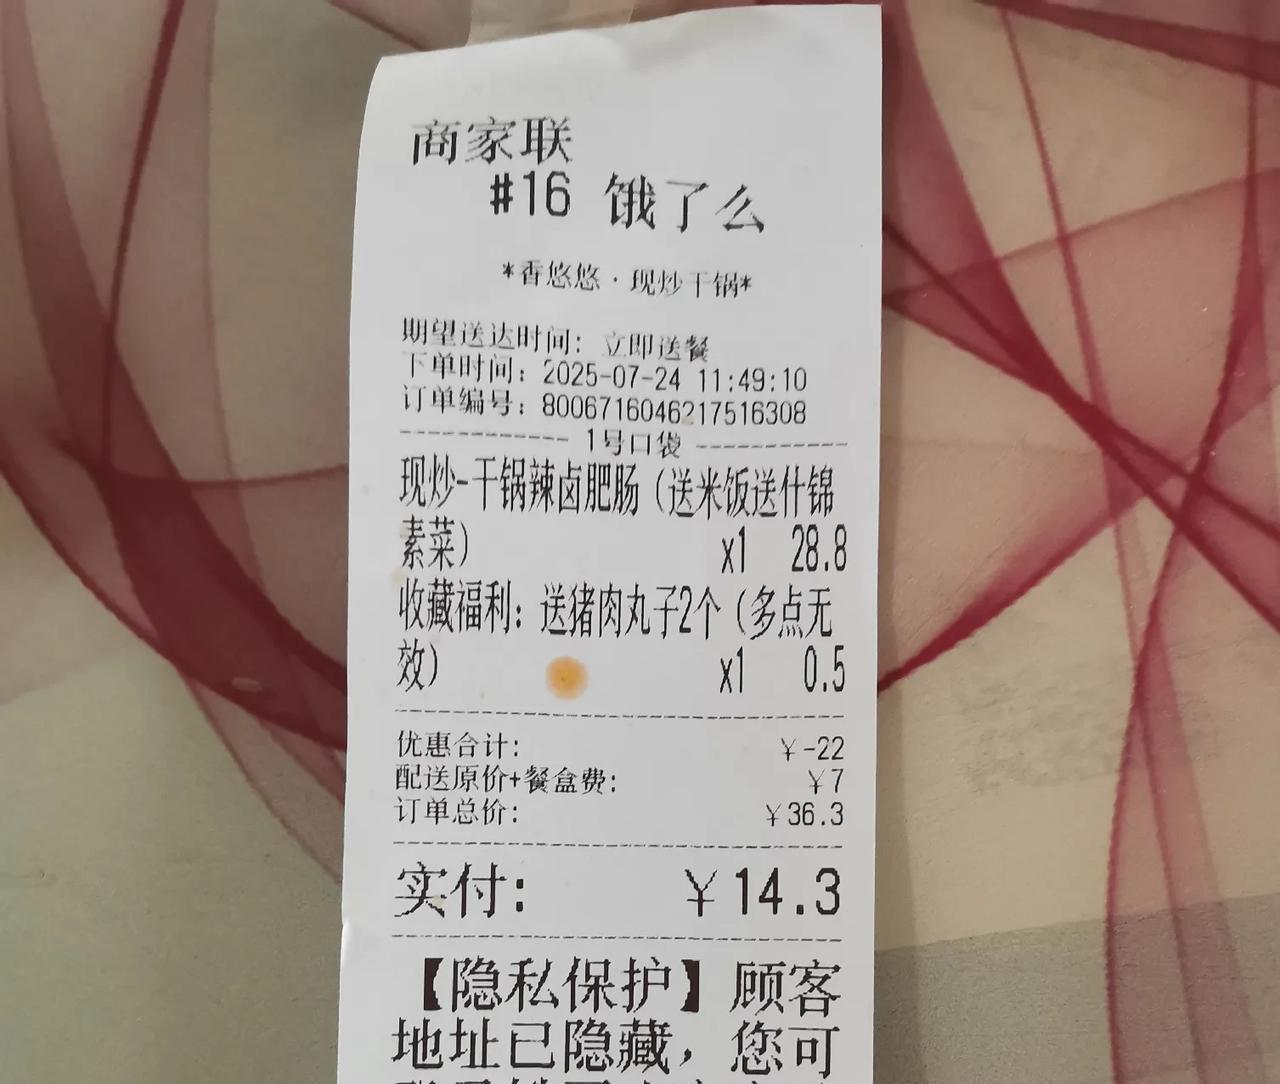 商家联
#16 饿了么
*香悠悠·现炒干锅*
期望送达时间: 立即送餐
下单时间: 2025-07-24 11:49:10
订单编号: 8006716046217516308
1号口袋
现炒-干锅辣卤肥肠(送米饭送什锦
素菜) x1 28.8
收藏福利: 送猪肉丸子2个(多点无
效) x1 0.5
优惠合计: ¥-22
配送原价+餐盒费: ¥7
订单总价: ¥36.3
实付: ¥14.3
【隐私保护】顾客
地址已隐藏, 您可